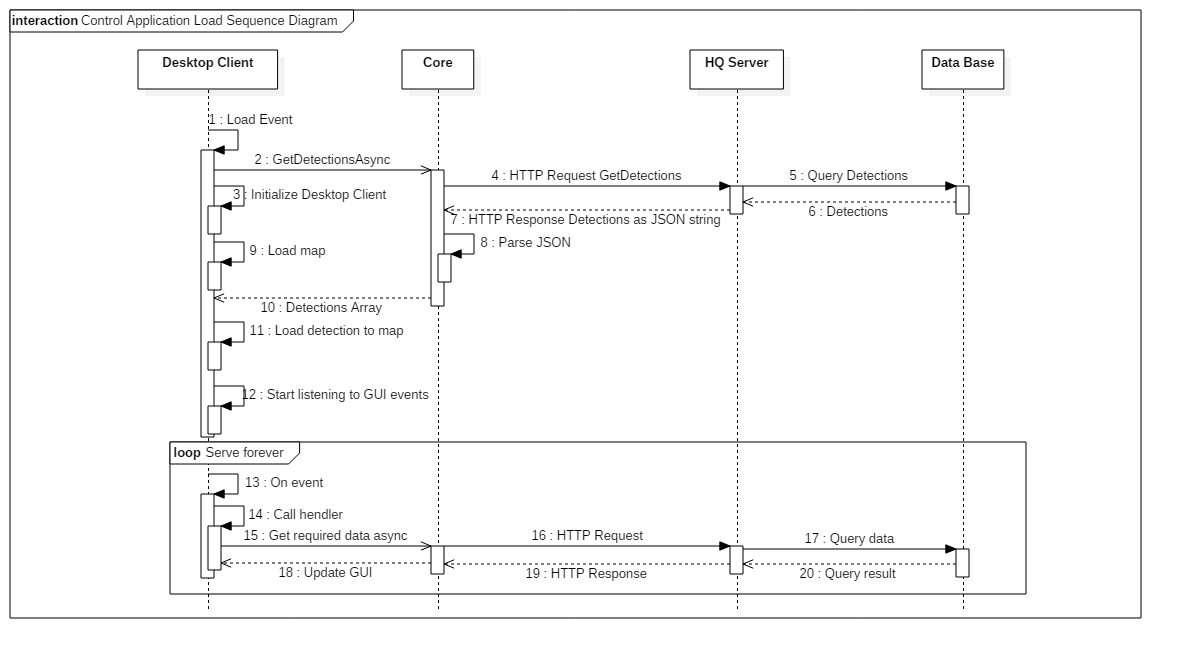 interaction Control Application Load Sequence Diagram
Desktop Client
Core
HQ Server
Data Base
1 : Load Event
2 : GetDetectionsAsync
3 : Initialize Desktop Client
4 : HTTP Request GetDetections
5 : Query Detections
6 : Detections
7 : HTTP Response Detections as JSON string
8 : Parse JSON
9 : Load map
10 : Detections Array
11 : Load detection to map
12 : Start listening to GUI events
loop Serve forever
13 : On event
14 : Call hendler
15 : Get required data async
16 : HTTP Request
17 : Query data
18 : Update GUI
19 : HTTP Response
20 : Query result